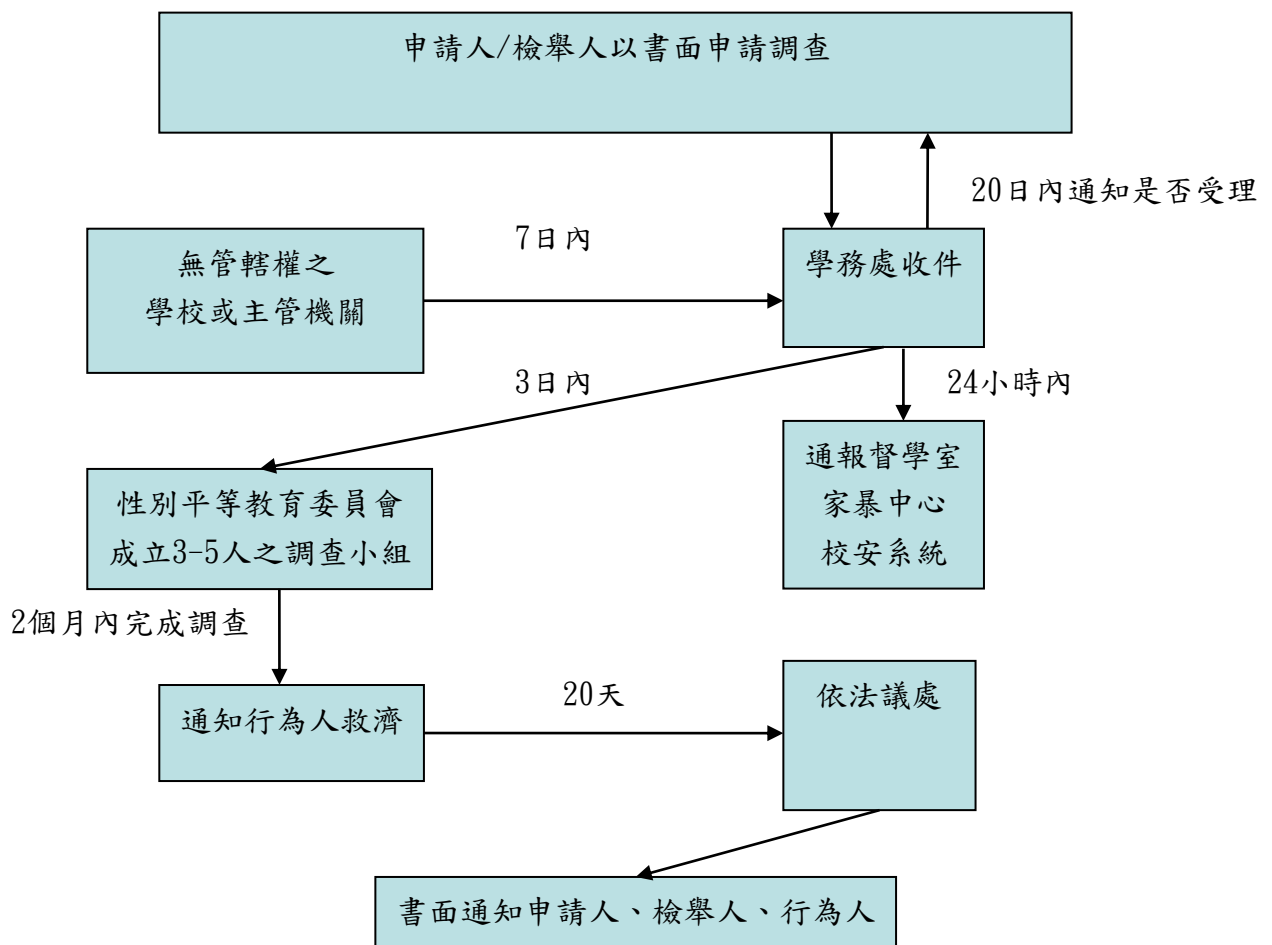 申請人/檢舉人以書面申請調查
20日內通知是否受理
7日內
無管轄權之
學校或主管機關
學務處收件
3日內
24小時內
性別平等教育委員會
成立3-5人之調查小組
通報督學室
家暴中心
校安系統
2個月內完成調查
通知行為人救濟
20天
依法議處
書面通知申請人、檢舉人、行為人